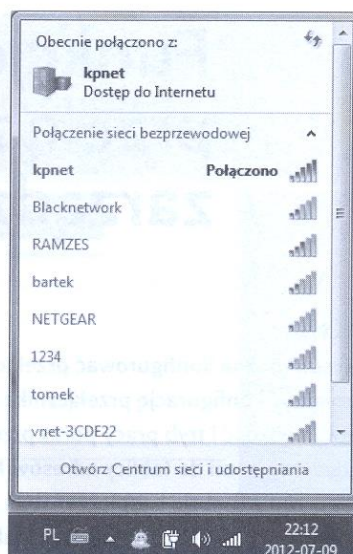 Obecnie połączono z:
kpnet
Dostęp do Internetu
Połączenie sieci bezprzewodowej
kpnet Połączono
Blacknetwork
RAMZES
bartek
NETGEAR
1234
tomek
vnet-3CDE22
Otwórz Centrum sieci i udostępniania
PL 22:12
2012-07-09